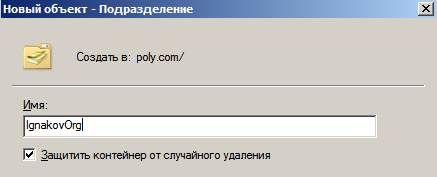 Новый объект - Подразделение
Создать в: poly.com/
Имя:
IgnakovOrg
Защитить контейнер от случайного удаления